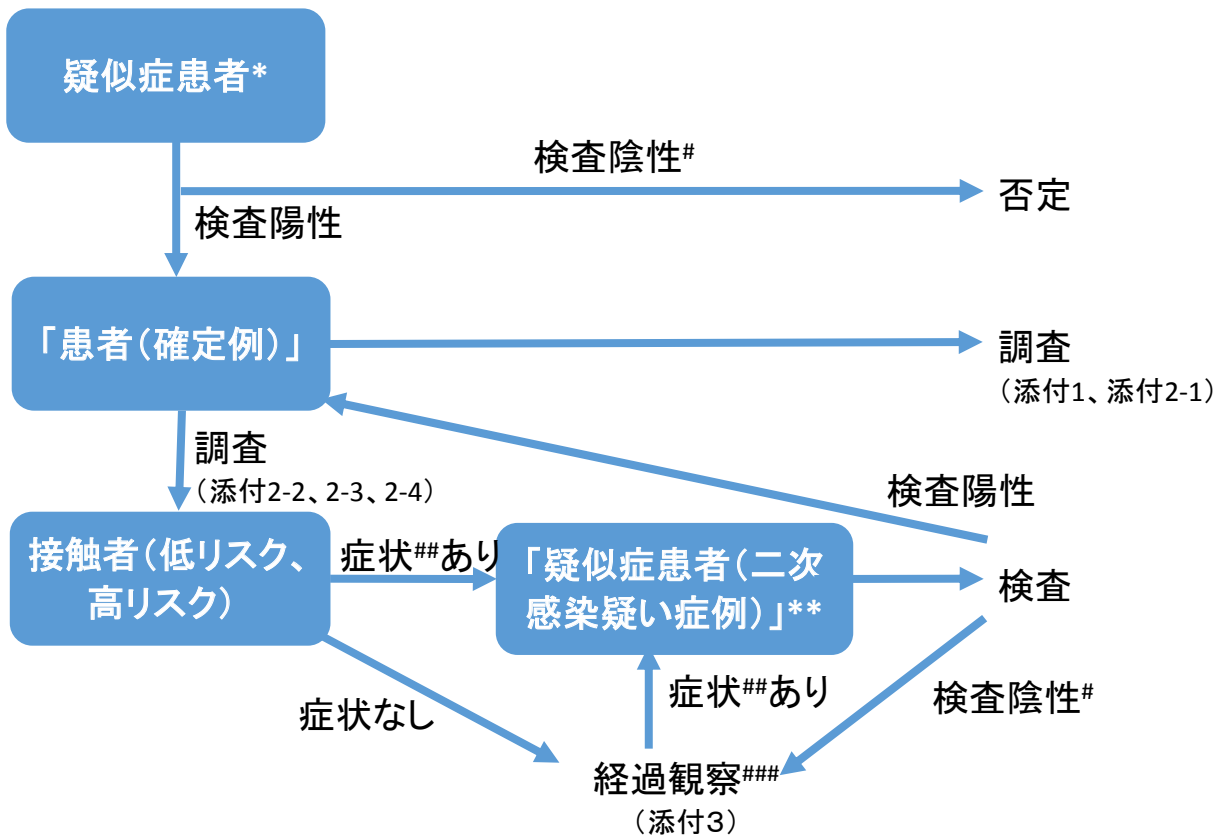 疑似症患者*
検査陰性#
否定
検査陽性
「患者(確定例)」
調査
(添付1、添付2-1)
調査
(添付2-2、2-3、2-4)
検査陽性
接触者(低リスク、
高リスク)
症状##あり
「疑似症患者(二次
感染疑い症例)」**
検査
症状なし
症状##あり
検査陰性#
経過観察###
(添付3)